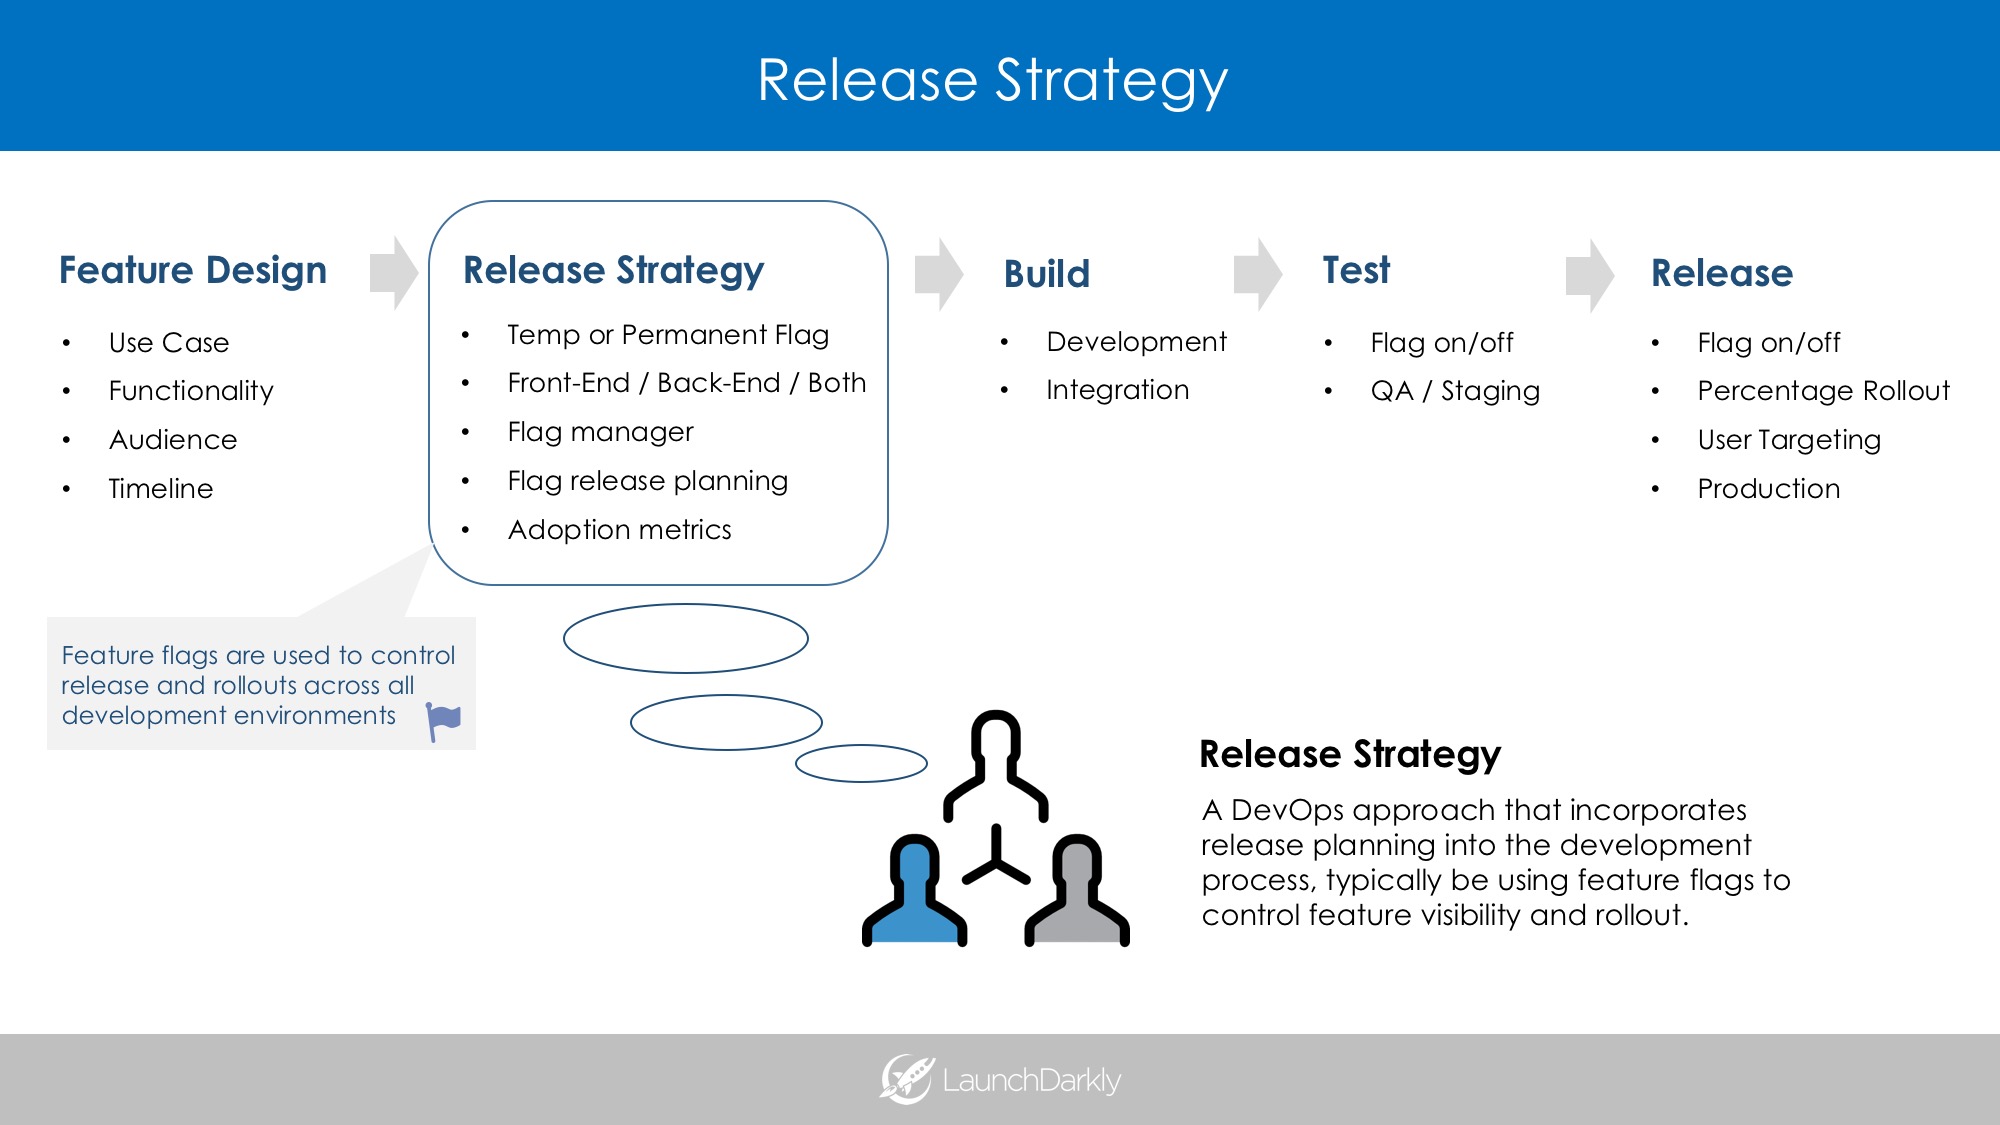 Release Strategy
Feature Design
• Use Case
• Functionality
• Audience
• Timeline
Release Strategy
• Temp or Permanent Flag
• Front-End / Back-End / Both
• Flag manager
• Flag release planning
• Adoption metrics
Build
• Development
• Integration
Test
• Flag on/off
• QA / Staging
Release
• Flag on/off
• Percentage Rollout
• User Targeting
• Production
Feature flags are used to control
release and rollouts across all
development environments
Release Strategy
A DevOps approach that incorporates
release planning into the development
process, typically be using feature flags to
control feature visibility and rollout.
LaunchDarkly